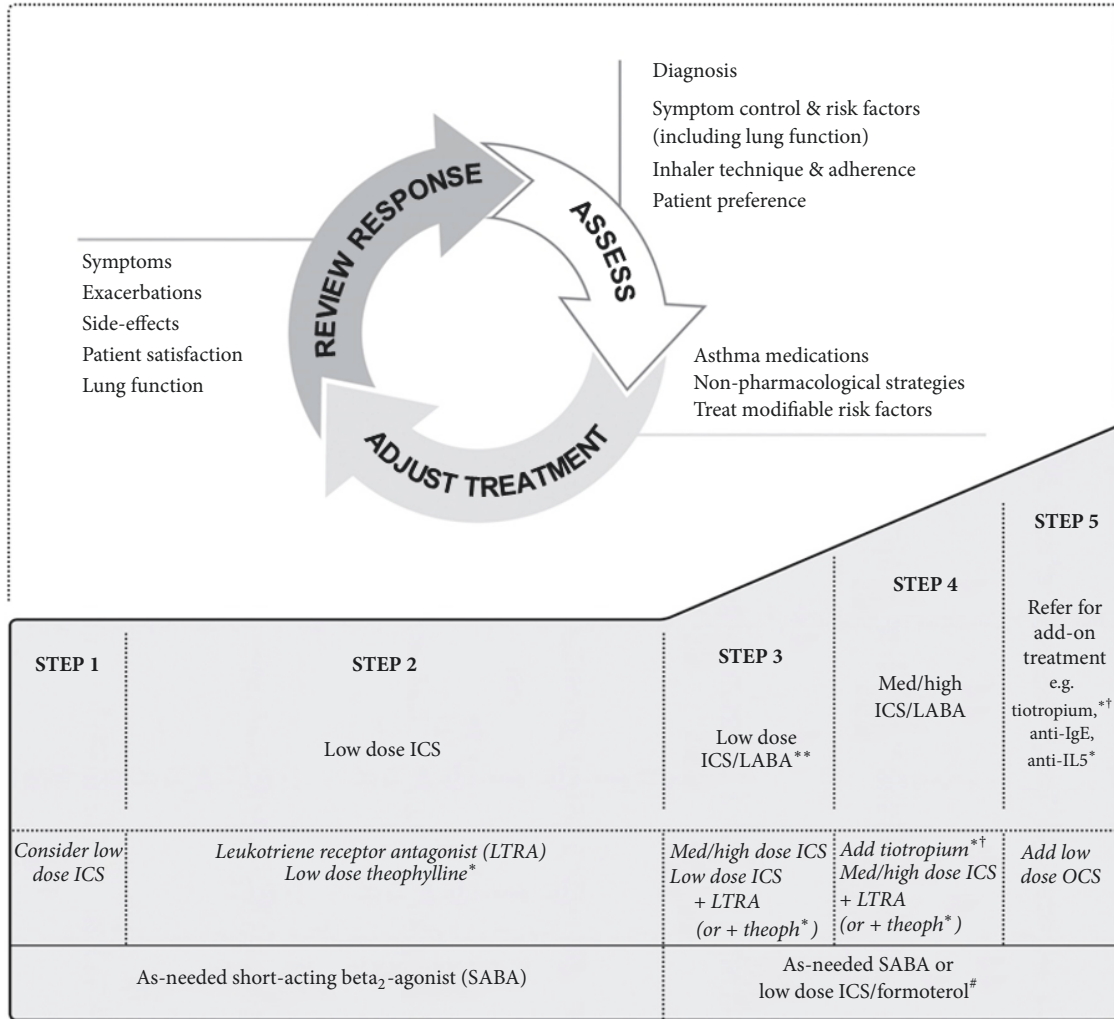 Diagnosis
Symptom control & risk factors
(including lung function)
Inhaler technique & adherence
Patient preference
REVIEW RESPONSE
ASSESS
ADJUST TREATMENT
Symptoms
Exacerbations
Side-effects
Patient satisfaction
Lung function
Asthma medications
Non-pharmacological strategies
Treat modifiable risk factors
STEP 1
STEP 2
Low dose ICS
STEP 3
Low dose
ICS/LABA**
STEP 4
Med/high
ICS/LABA
STEP 5
Refer for
add-on
treatment
e.g.
tiotropium,*†
anti-IgE,
anti-IL5*
Consider low
dose ICS
Leukotriene receptor antagonist (LTRA)
Low dose theophylline*
Med/high dose ICS
Low dose ICS
+ LTRA
(or + theoph*)
Add tiotropium*†
Med/high dose ICS
+ LTRA
(or + theoph*)
Add low
dose OCS
As-needed short-acting beta₂-agonist (SABA)
As-needed SABA or
low dose ICS/formoterol#